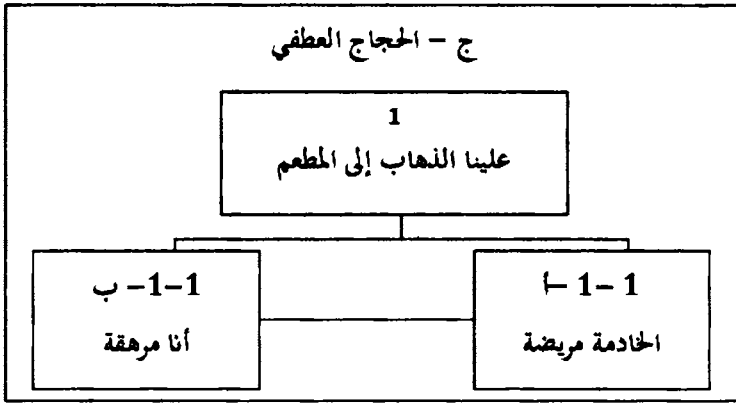 ج – الحجاج العطفي
1
علينا الذهاب إلى المطعم
1 –1 –أ
الخادمة مريضة
1–1– ب
أنا مرهقة